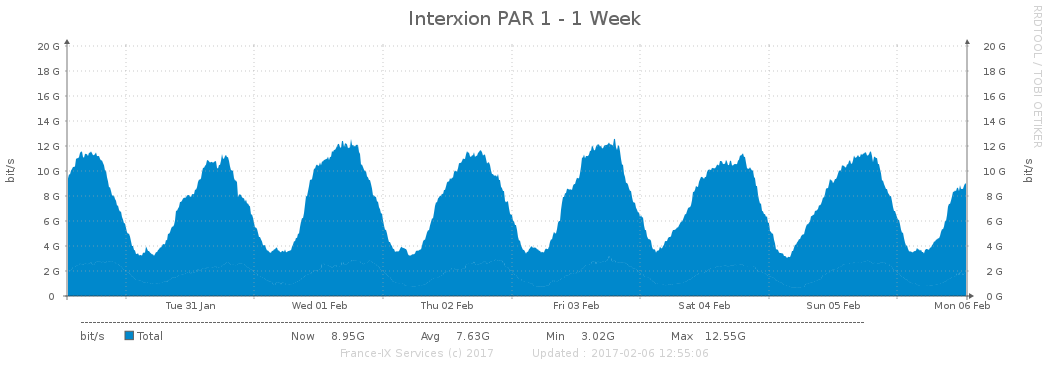 Interxion PAR 1 - 1 Week
RRDTOOL / TOBI OETIKER
bit/s
20 G 20 G
18 G 18 G
16 G 16 G
14 G 14 G
12 G 12 G
10 G 10 G
8 G 8 G
6 G 6 G
4 G 4 G
2 G 2 G
0 0 G
bit/s
Tue 31 Jan Wed 01 Feb Thu 02 Feb Fri 03 Feb Sat 04 Feb Sun 05 Feb Mon 06 Feb
bit/s Total Now 8.95G Avg 7.63G Min 3.02G Max 12.55G
France-IX Services (c) 2017 Updated : 2017-02-06 12:55:06